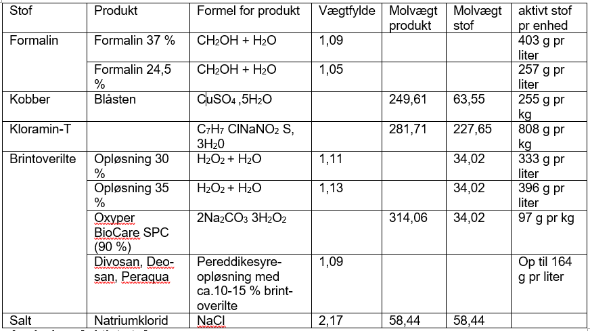 Stof Produkt Formel for produkt Vægtfylde Molvægt produkt Molvægt stof aktivt stof pr enhed
Formalin Formalin 37 % CH2OH + H2O 1,09 403 g pr liter
Formalin 24,5 % CH2OH + H2O 1,05 257 g pr liter
Kobber Blåsten CuSO4 ,5H2O 249,61 63,55 255 g pr kg
Kloramin-T C7H7 ClNaNO2 S, 3H20 281,71 227,65 808 g pr kg
Brintoverilte Opløsning 30 % H2O2 + H2O 1,11 34,02 333 g pr liter
Opløsning 35 % H2O2 + H2O 1,13 34,02 396 g pr liter
Oxyper BioCare SPC (90 %) 2Na2CO3 3H2O2 314,06 34,02 97 g pr kg
Divosan, Deo-san, Peraqua Pereddikesyre-opløsning med ca.10-15 % brint-overilte 1,09 Op til 164 g pr liter
Salt Natriumklorid NaCl 2,17 58,44 58,44